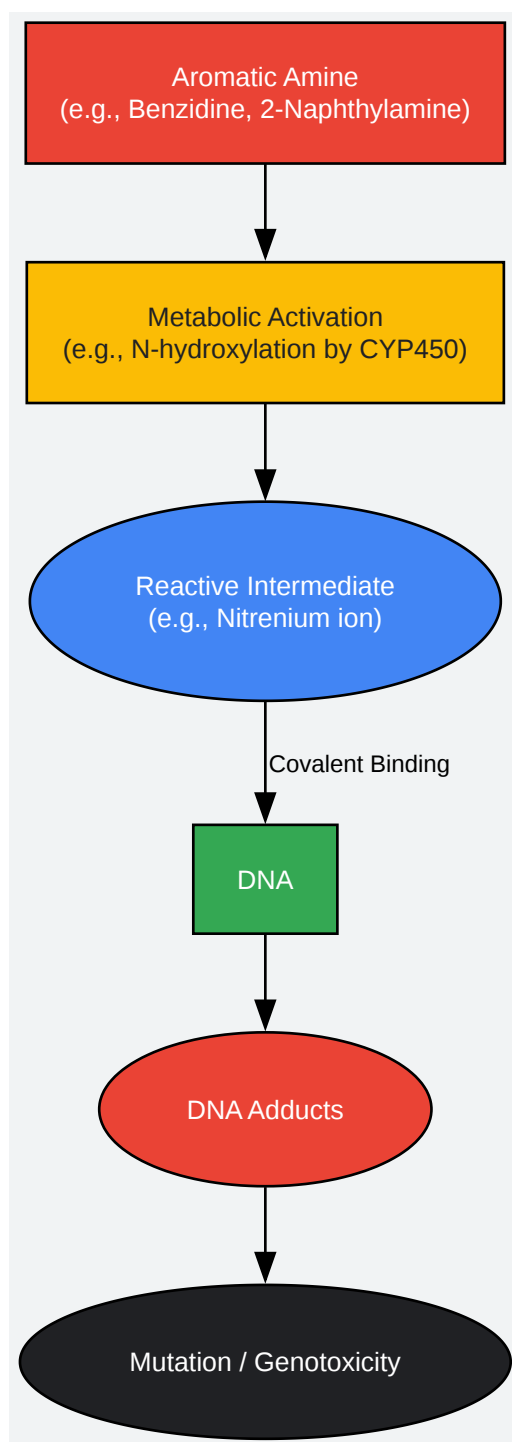 Aromatic Amine
(e.g., Benzidine, 2-Naphthylamine)
Metabolic Activation
(e.g., N-hydroxylation by CYP450)
Reactive Intermediate
(e.g., Nitrenium ion)
Covalent Binding
DNA
DNA Adducts
Mutation / Genotoxicity